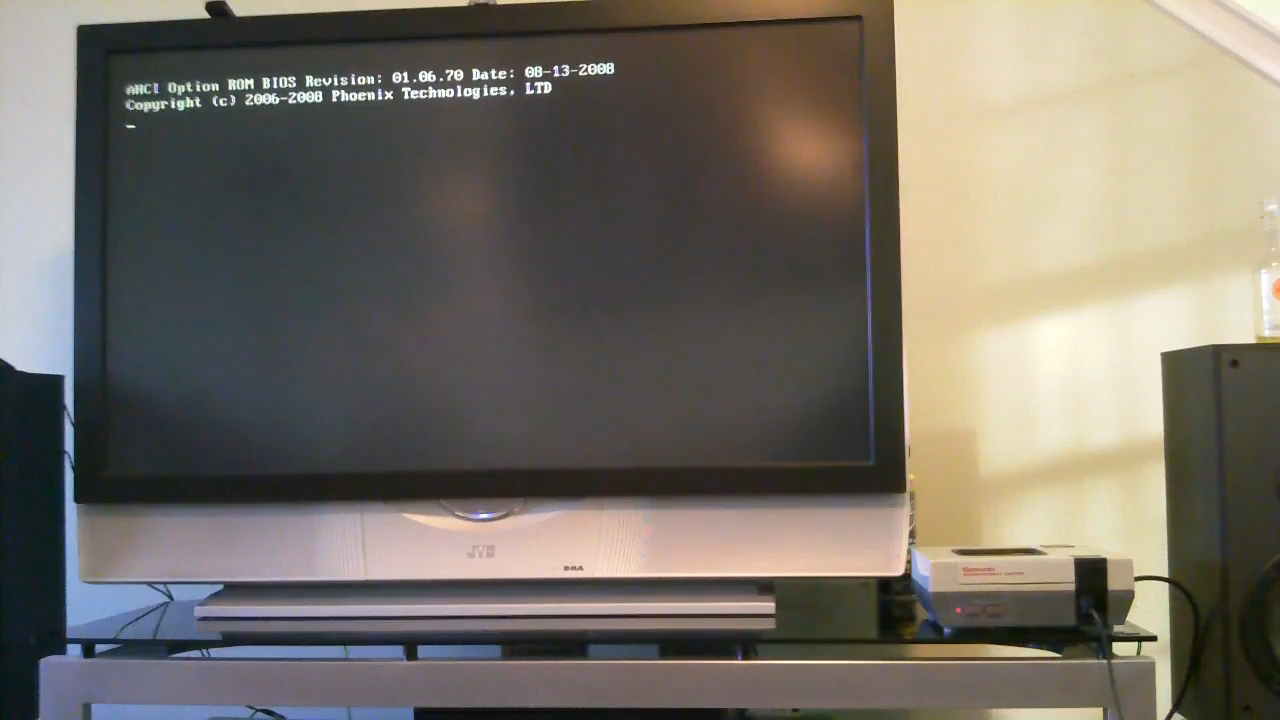 AHCI Option ROM BIOS Revision: 01.06.70 Date: 08-13-2008
Copyright (c) 2006-2008 Phoenix Technologies, LTD
JVC
D-ILA